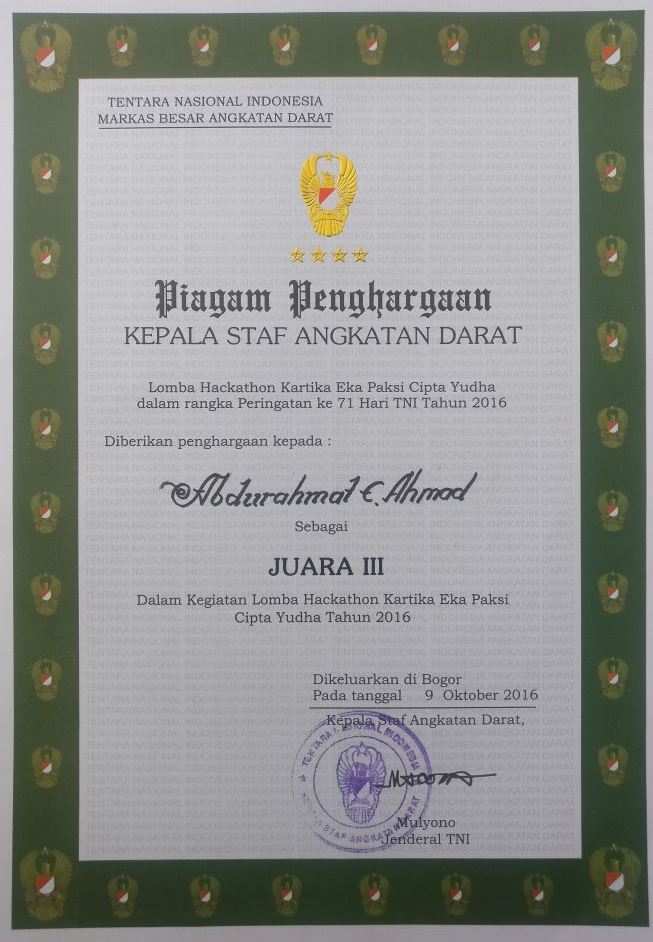 TENTARA NASIONAL INDONESIA
MARKAS BESAR ANGKATAN DARAT
Piagam Penghargaan
KEPALA STAF ANGKATAN DARAT
Lomba Hackathon Kartika Eka Paksi Cipta Yudha
dalam rangka Peringatan ke 71 Hari TNI Tahun 2016
Diberikan penghargaan kepada :
Abdurahmat E. Ahmad
Sebagai
JUARA III
Dalam Kegiatan Lomba Hackathon Kartika Eka Paksi
Cipta Yudha Tahun 2016
Dikeluarkan di Bogor
Pada tanggal 9 Oktober 2016
Kepala Staf Angkatan Darat,
TENTARA NASIONAL INDONESIA
KEPALA STAF ANGKATAN DARAT
Mulyono
Jenderal TNI